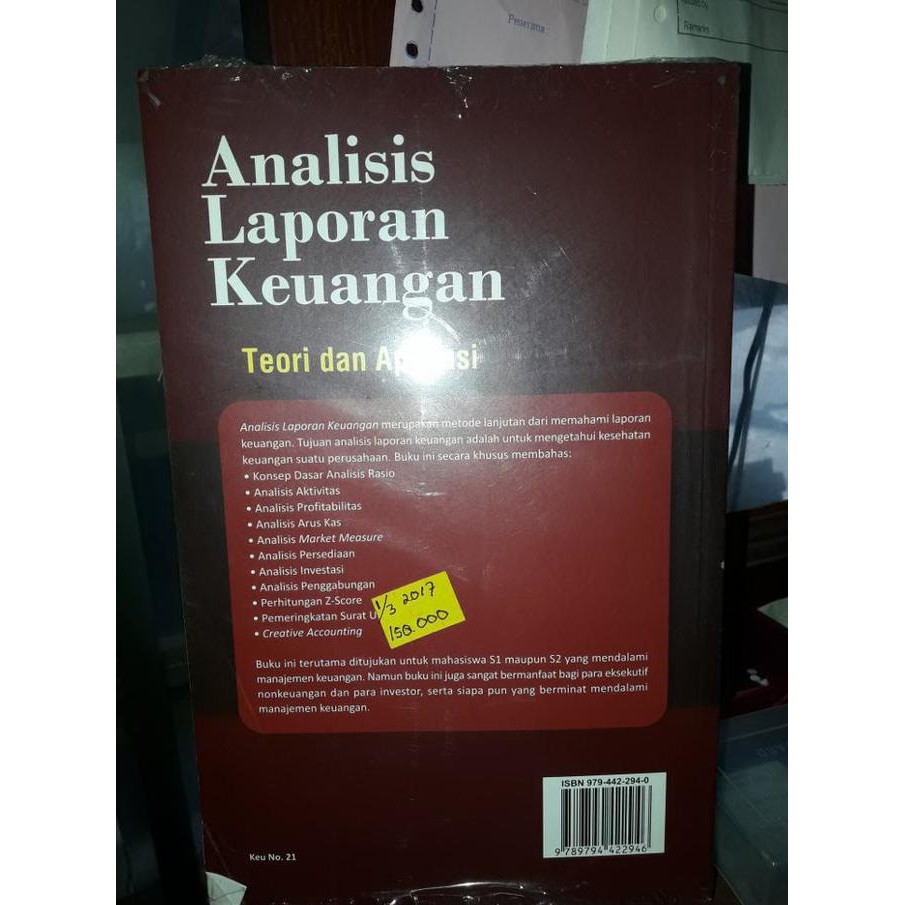 Penerima
Analisis
Laporan
Keuangan
Teori dan
Analisis Laporan Keuangan merupakan metode lanjutan dari memahami laporan
keuangan. Tujuan analisis laporan keuangan adalah untuk mengetahui kesehatan
keuangan suatu perusahaan. Buku ini secara khusus membahas:
• Konsep Dasar Analisis Rasio
• Analisis Aktivitas
• Analisis Profitabilitas
• Analisis Arus Kas
• Analisis Market Measure
• Analisis Persediaan
• Analisis Investasi
• Analisis Penggabungan
• Perhitungan Z-Score
• Pemeringkatan Surat U
• Creative Accounting
1/3 2017
150.000
Buku ini terutama ditujukan untuk mahasiswa S1 maupun S2 yang mendalami
manajemen keuangan. Namun buku ini juga sangat bermanfaat bagi para eksekutif
nonkeuangan dan para investor, serta siapa pun yang berminat mendalami
manajemen keuangan.
ISBN 979-442-294-0
9 789794 422946
Keu No. 21